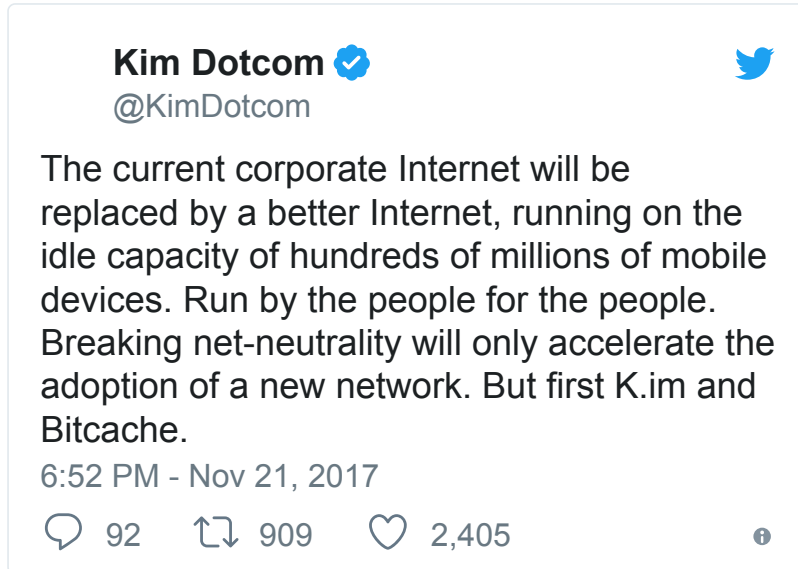 Kim Dotcom
@KimDotcom
The current corporate Internet will be
replaced by a better Internet, running on the
idle capacity of hundreds of millions of mobile
devices. Run by the people for the people.
Breaking net-neutrality will only accelerate the
adoption of a new network. But first K.im and
Bitcache.
6:52 PM - Nov 21, 2017
92 909 2,405